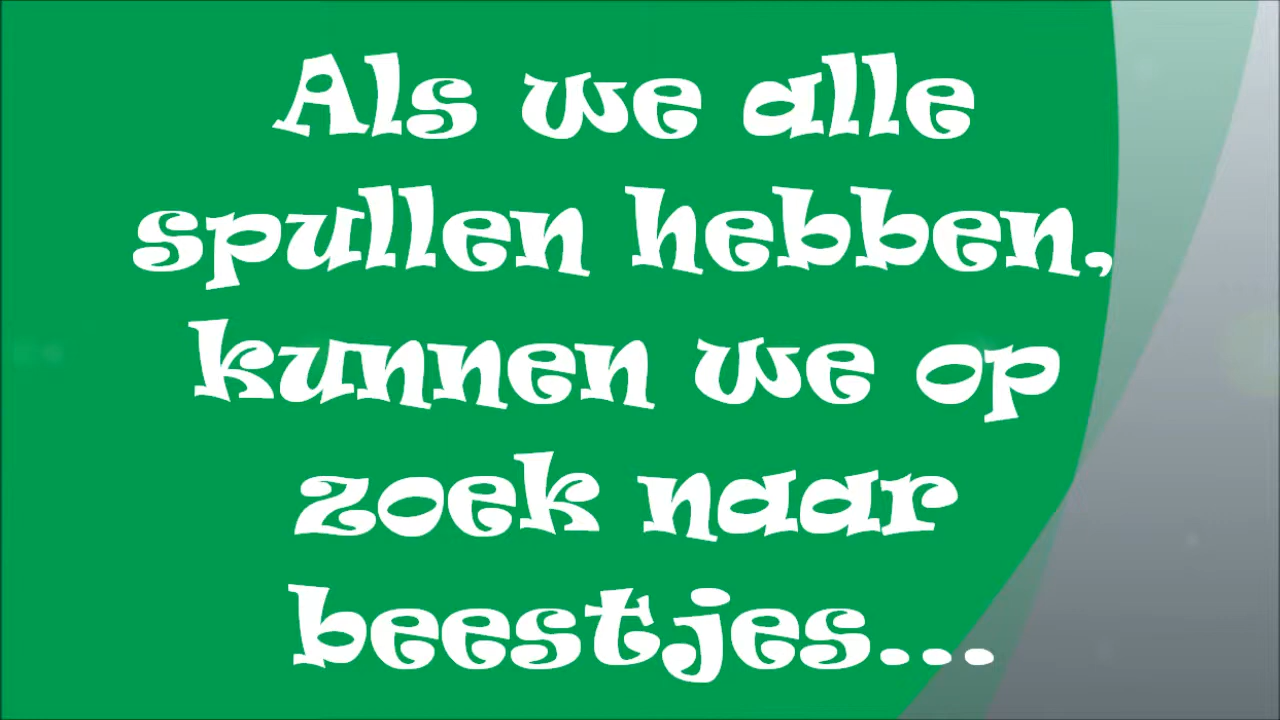 Als we alle
spullen hebben,
kunnen we op
zoek naar
beestjes...